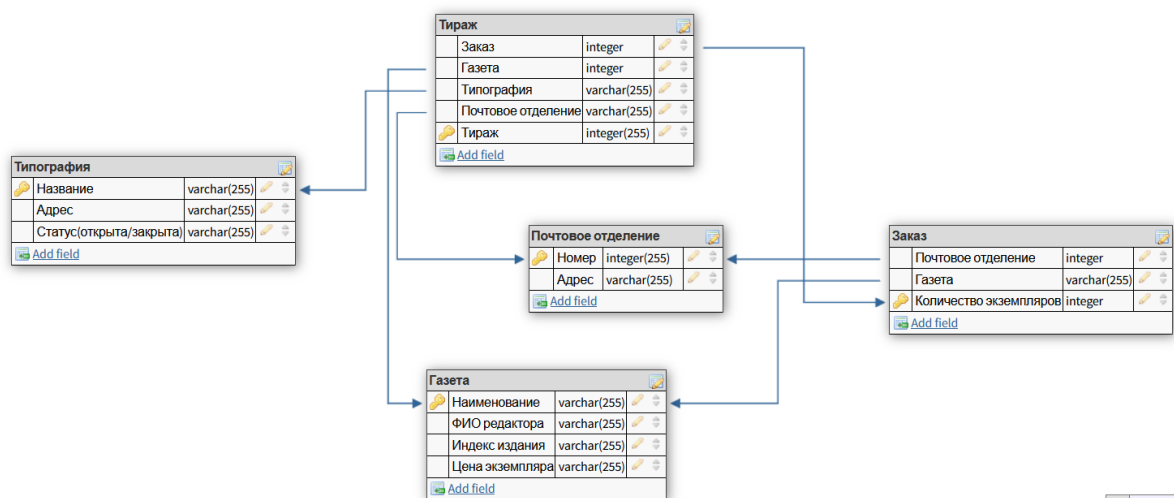 Тираж
Заказ integer
Газета integer
Типография varchar(255)
Почтовое отделение varchar(255)
Тираж integer(255)
Add field
Типография
Название varchar(255)
Адрес varchar(255)
Статус(открыта/закрыта) varchar(255)
Add field
Почтовое отделение
Номер integer(255)
Адрес varchar(255)
Add field
Заказ
Почтовое отделение integer
Газета varchar(255)
Количество экземпляров integer
Add field
Газета
Наименование varchar(255)
ФИО редактора varchar(255)
Индекс издания varchar(255)
Цена экземпляра varchar(255)
Add field